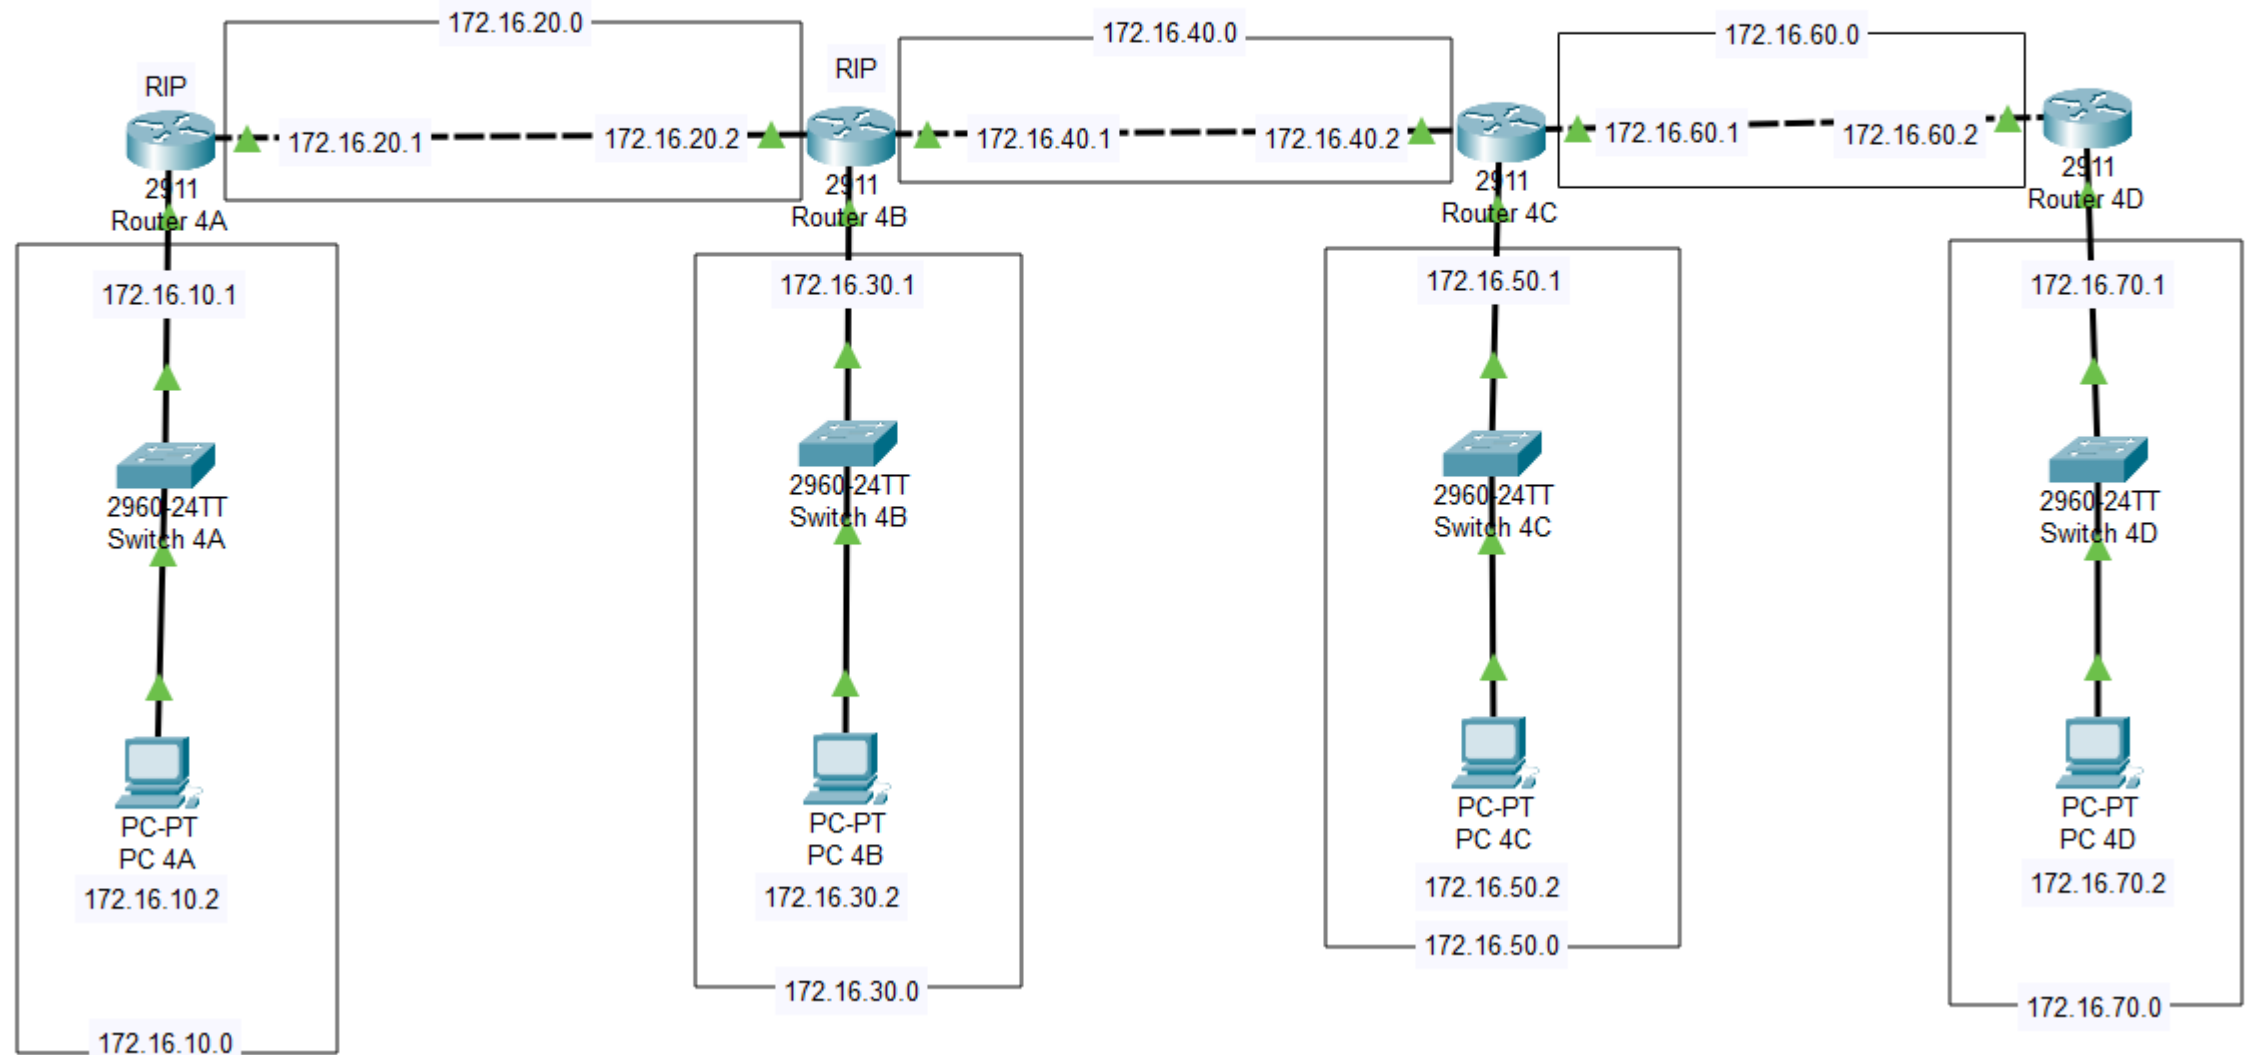 172.16.20.0
172.16.40.0
172.16.60.0
RIP
RIP
172.16.20.1
172.16.20.2
172.16.40.1
172.16.40.2
172.16.60.1
172.16.60.2
2911
Router 4A
2911
Router 4B
2911
Router 4C
2911
Router 4D
172.16.10.1
172.16.30.1
172.16.50.1
172.16.70.1
2960-24TT
Switch 4A
2960-24TT
Switch 4B
2960-24TT
Switch 4C
2960-24TT
Switch 4D
PC-PT
PC 4A
172.16.10.2
PC-PT
PC 4B
172.16.30.2
PC-PT
PC 4C
172.16.50.2
PC-PT
PC 4D
172.16.70.2
172.16.50.0
172.16.30.0
172.16.70.0
172.16.10.0